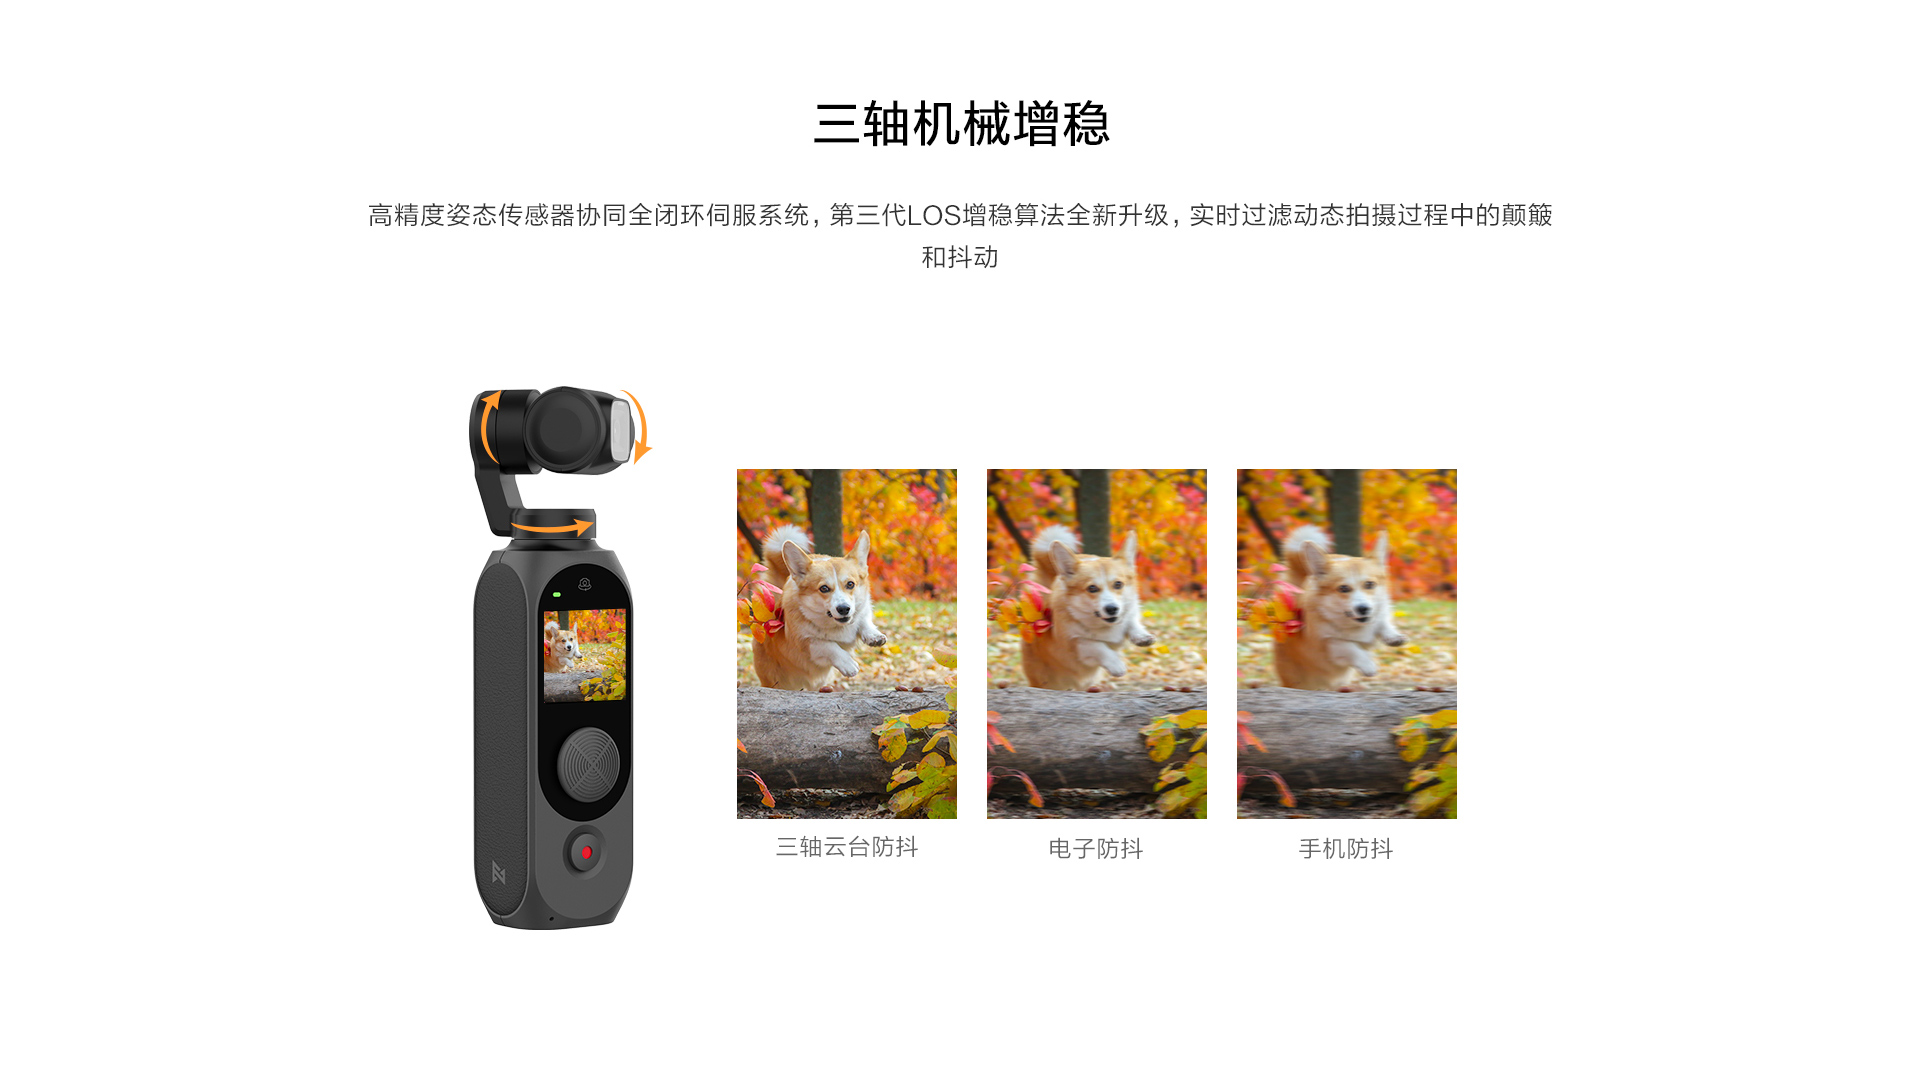 三轴机械增稳
高精度姿态传感器协同全闭环伺服系统，第三代LOS增稳算法全新升级，实时过滤动态拍摄过程中的颠簸
和抖动
三轴云台防抖
电子防抖
手机防抖